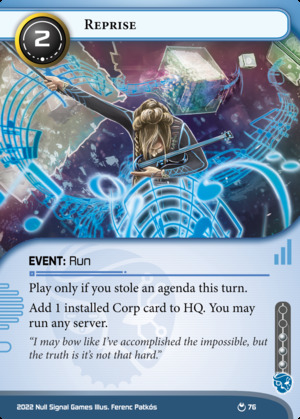 2
Reprise
EVENT: Run
Play only if you stole an agenda this turn.
Add 1 installed Corp card to HQ. You may
run any server.
"I may bow like I've accomplished the impossible, but
the truth is it's not that hard."
2022 Null Signal Games Illus. Ferenc Patkós
76